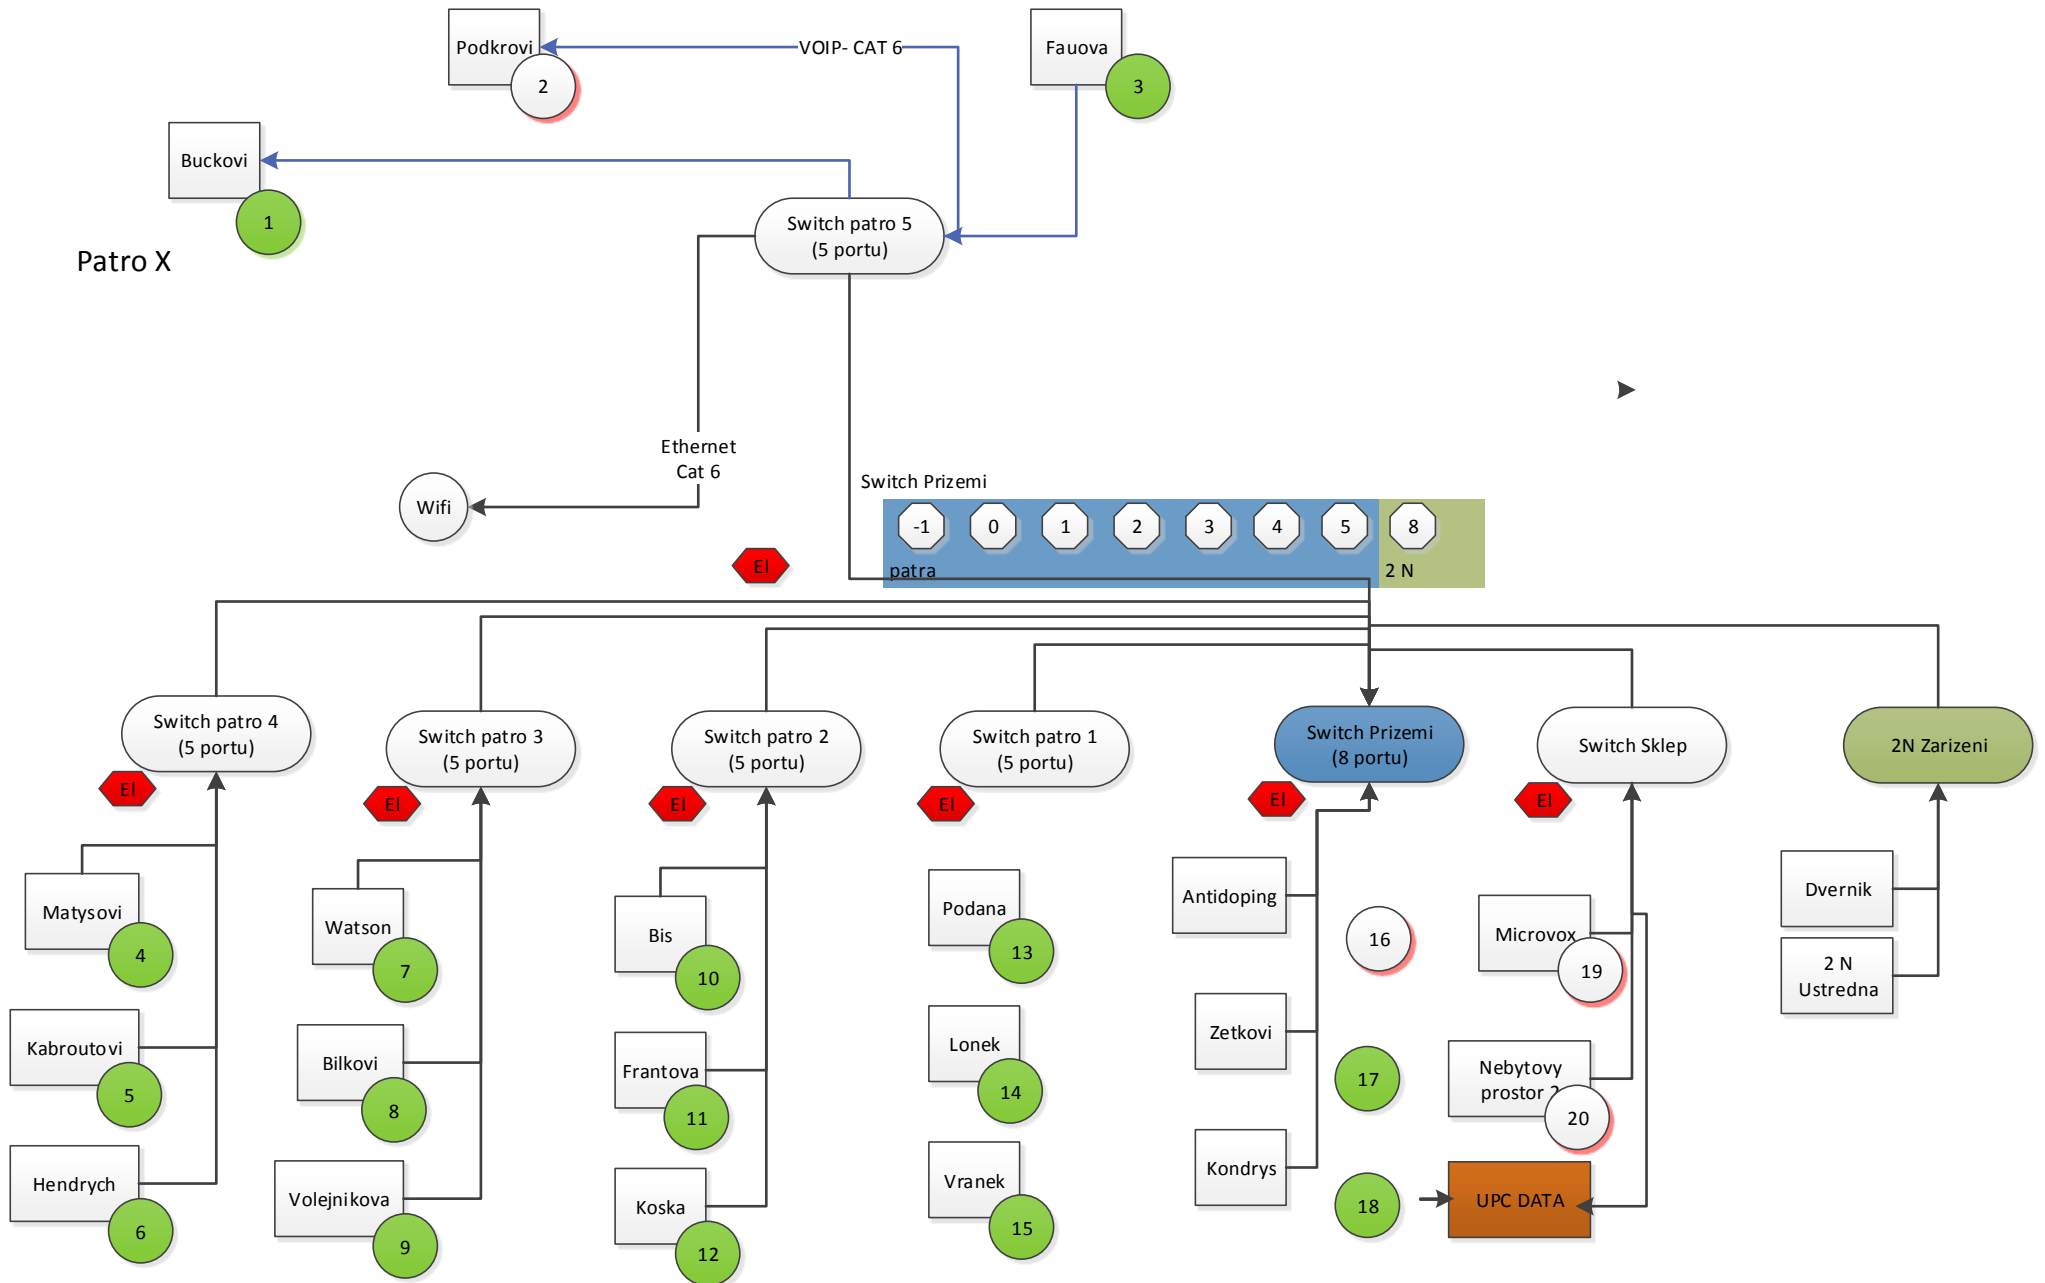 Podkrovi
2
VOIP- CAT 6
Fauova
3
Buckovi
1
Patro X
Switch patro 5
(5 portu)
Ethernet
Cat 6
Wifi
Switch Prizemi
-1
0
1
2
3
4
5
8
patra
2 N
El
Switch patro 4
(5 portu)
El
Switch patro 3
(5 portu)
El
Switch patro 2
(5 portu)
El
Switch patro 1
(5 portu)
El
Switch Prizemi
(8 portu)
El
Switch Sklep
El
2N Zarizeni
Matysovi
4
Kabroutovi
5
Hendrych
6
Watson
7
Bilkovi
8
Volejnikova
9
Bis
10
Frantova
11
Koska
12
Podana
13
Lonek
14
Vranek
15
Antidoping
16
Zetkovi
17
Kondrys
18
Microvox
19
Nebytovy
prostor 2
20
UPC DATA
Dvernik
2 N
Ustredna